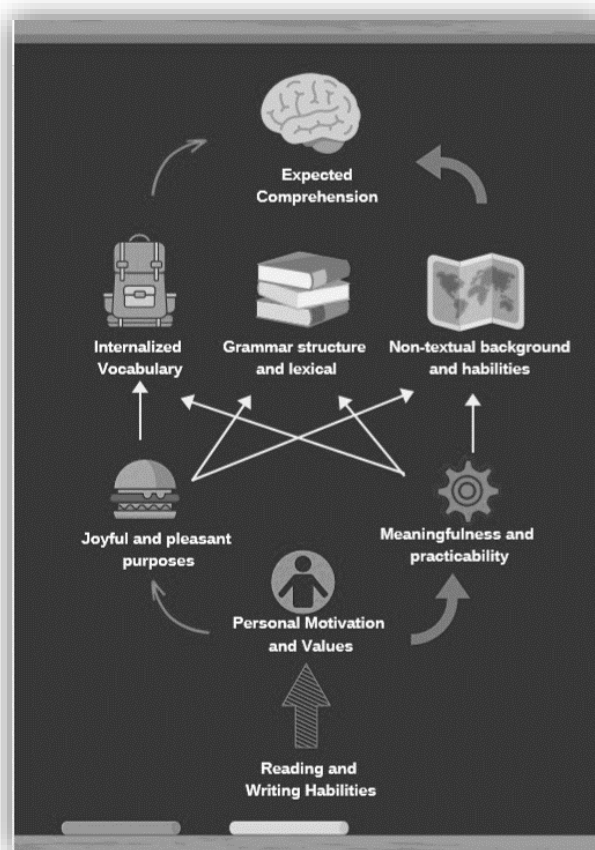 Expected
Comprehension
Internalized
Vocabulary
Grammar structure
and lexical
Non-textual background
and habilities
Joyful and pleasant
purposes
Meaningfulness and
practicability
Personal Motivation
and Values
Reading and
Writing Habilities